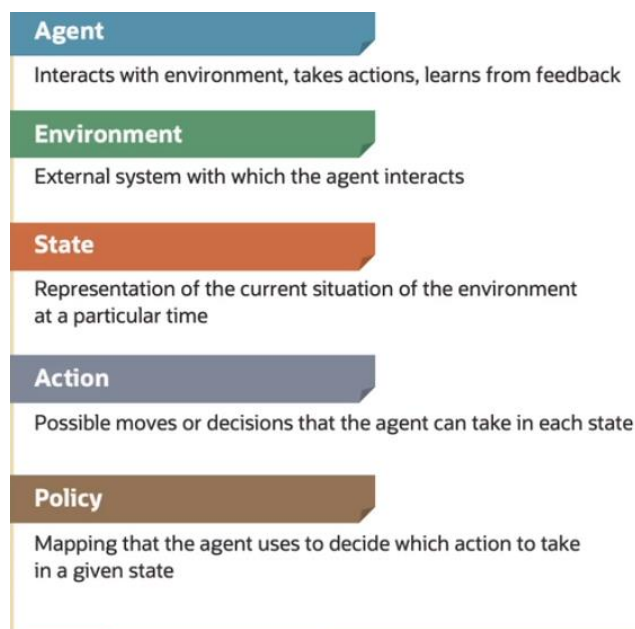 Agent
Interacts with environment, takes actions, learns from feedback
Environment
External system with which the agent interacts
State
Representation of the current situation of the environment
at a particular time
Action
Possible moves or decisions that the agent can take in each state
Policy
Mapping that the agent uses to decide which action to take
in a given state